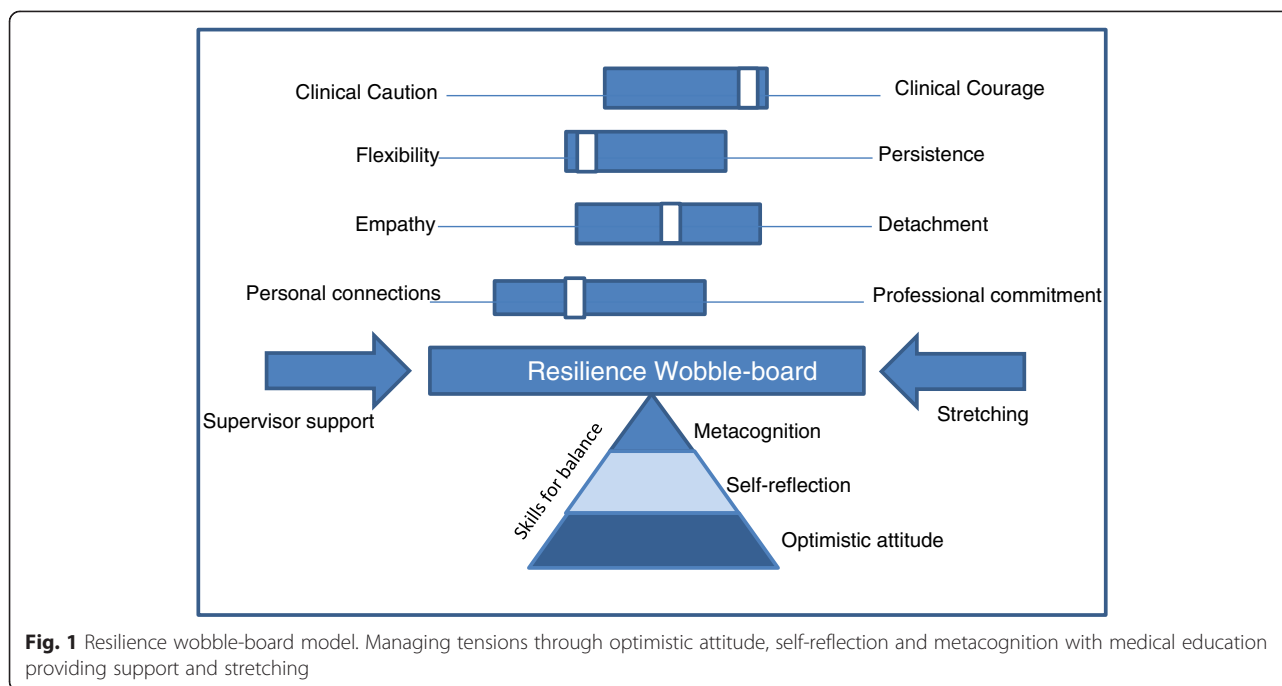 Clinical Caution
Clinical Courage
Flexibility
Persistence
Empathy
Detachment
Personal connections
Professional commitment
Resilience Wobble-board
Supervisor support
Stretching
Skills for balance
Metacognition
Self-reflection
Optimistic attitude
Fig. 1 Resilience wobble-board model. Managing tensions through optimistic attitude, self-reflection and metacognition with medical education
providing support and stretching